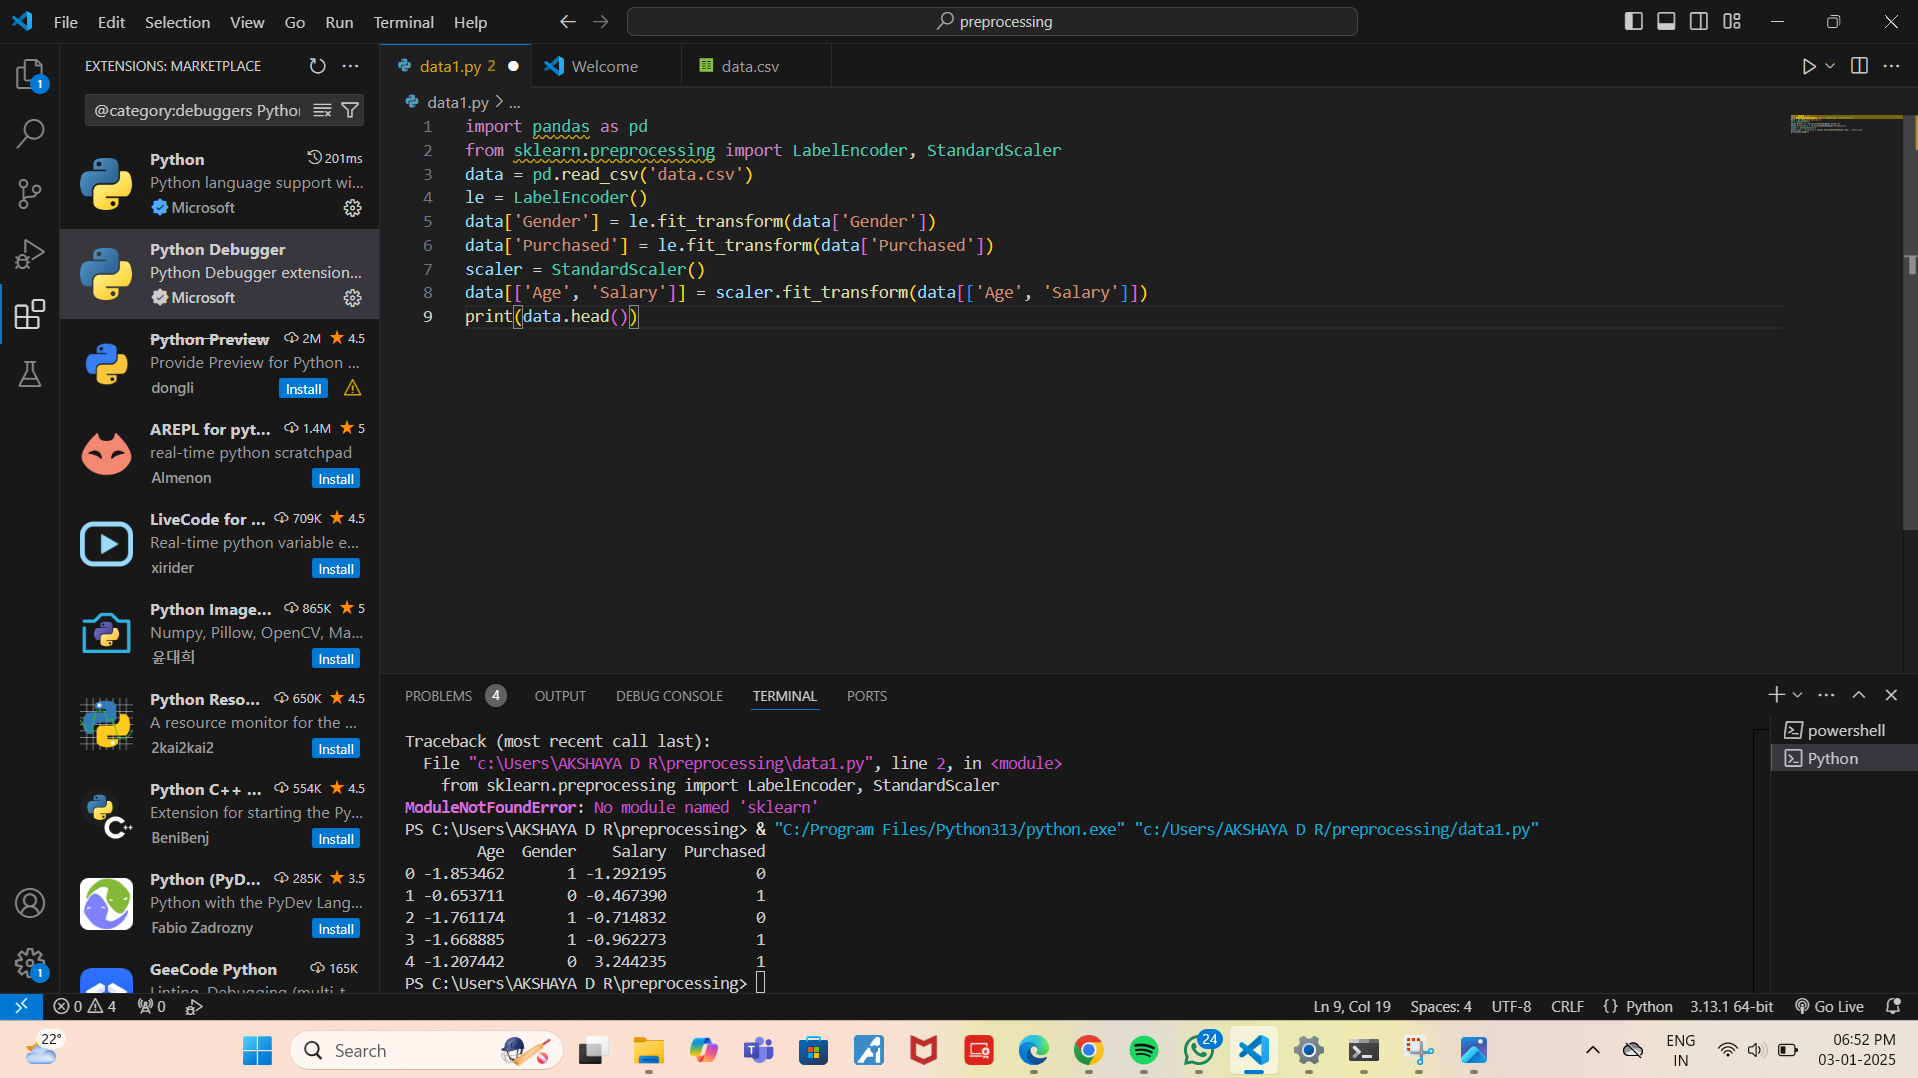 File Edit Selection View Go Run Terminal Help
preprocessing
EXTENSIONS: MARKETPLACE
@category:debuggers Python
Python 201ms
Python language support wi...
Microsoft
Python Debugger
Python Debugger extension...
Microsoft
Python Preview 2M 4.5
Provide Preview for Python ...
dongli Install
AREPL for pyt... 1.4M 5
real-time python scratchpad
Almenon Install
LiveCode for ... 709K 4.5
Real-time python variable e...
xirider Install
Python Image... 865K 5
Numpy, Pillow, OpenCV, Ma...
윤대희 Install
Python Reso... 650K 4.5
A resource monitor for the ...
2kai2kai2 Install
Python C++ ... 554K 4.5
Extension for starting the Py...
BeniBenj Install
Python (PyD... 285K 3.5
Python with the PyDev Lang...
Fabio Zadrozny Install
GeeCode Python 165K
Linting, Debugging (multi-t
1
1
data1.py 2 Welcome data.csv
data1.py > ...
1 import pandas as pd
2 from sklearn.preprocessing import LabelEncoder, StandardScaler
3 data = pd.read_csv('data.csv')
4 le = LabelEncoder()
5 data['Gender'] = le.fit_transform(data['Gender'])
6 data['Purchased'] = le.fit_transform(data['Purchased'])
7 scaler = StandardScaler()
8 data[['Age', 'Salary']] = scaler.fit_transform(data[['Age', 'Salary']])
9 print(data.head())
PROBLEMS 4 OUTPUT DEBUG CONSOLE TERMINAL PORTS
powershell
Python
Traceback (most recent call last):
File "c:\Users\AKSHAYA D R\preprocessing\data1.py", line 2, in <module>
from sklearn.preprocessing import LabelEncoder, StandardScaler
ModuleNotFoundError: No module named 'sklearn'
PS C:\Users\AKSHAYA D R\preprocessing> & "C:/Program Files/Python313/python.exe" "c:/Users/AKSHAYA D R/preprocessing/data1.py"
Age Gender Salary Purchased
0 -1.853462 1 -1.292195 0
1 -0.653711 0 -0.467390 1
2 -1.761174 1 -0.714832 0
3 -1.668885 1 -0.962273 1
4 -1.207442 0 3.244235 1
PS C:\Users\AKSHAYA D R\preprocessing>
0 4 0 Ln 9, Col 19 Spaces: 4 UTF-8 CRLF {} Python 3.13.1 64-bit Go Live
22° Search 24 ENG 06:52 PM
IN 03-01-2025